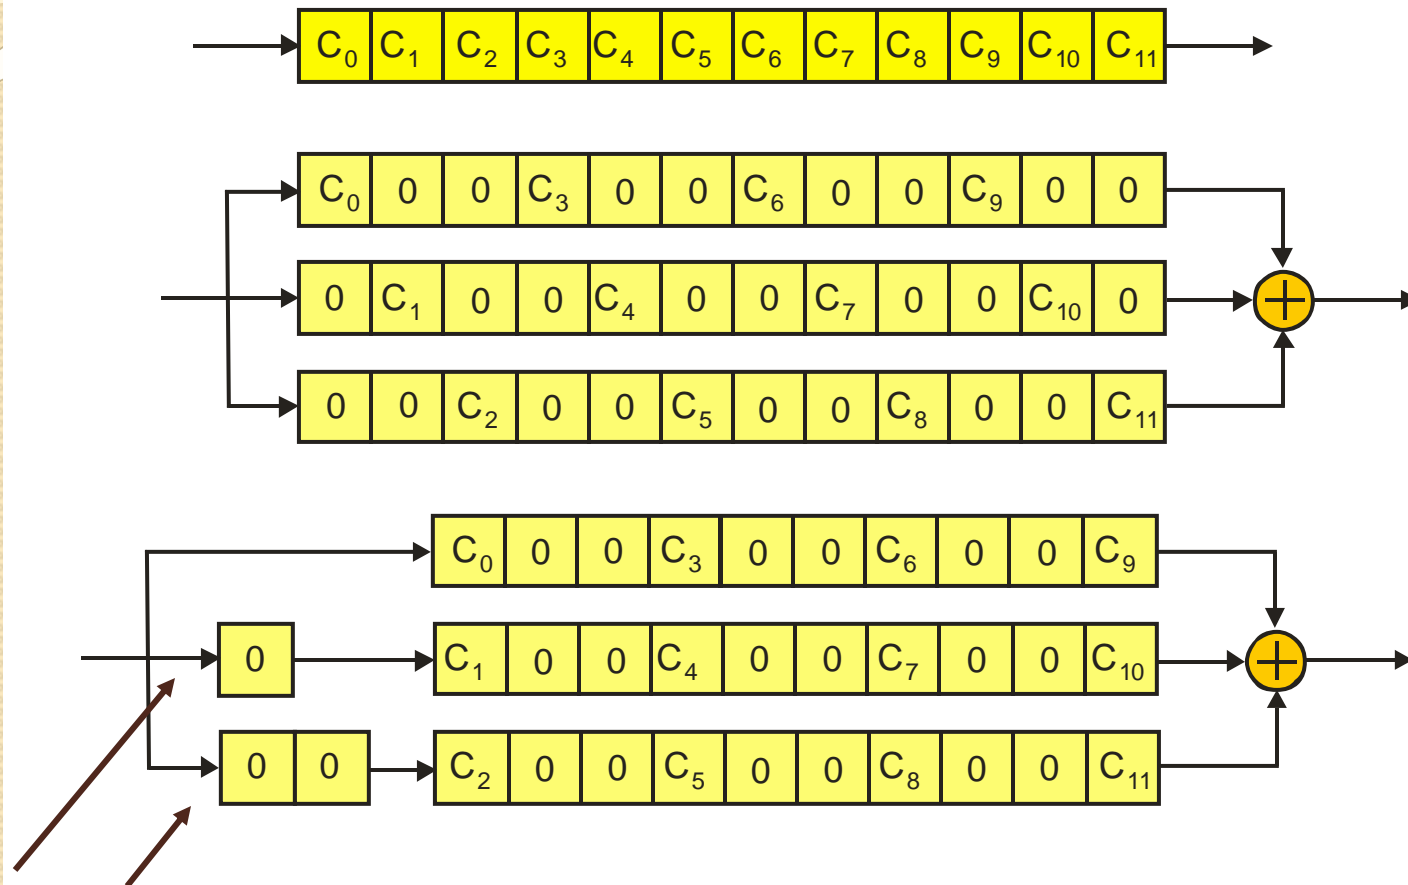 C₀ C₁ C₂ C₃ C₄ C₅ C₆ C₇ C₈ C₉ C₁₀ C₁₁
C₀ 0 0 C₃ 0 0 C₆ 0 0 C₉ 0 0
0 C₁ 0 0 C₄ 0 0 C₇ 0 0 C₁₀ 0
0 0 C₂ 0 0 C₅ 0 0 C₈ 0 0 C₁₁
C₀ 0 0 C₃ 0 0 C₆ 0 0 C₉
0 C₁ 0 0 C₄ 0 0 C₇ 0 0 C₁₀
0 0 C₂ 0 0 C₅ 0 0 C₈ 0 0 C₁₁